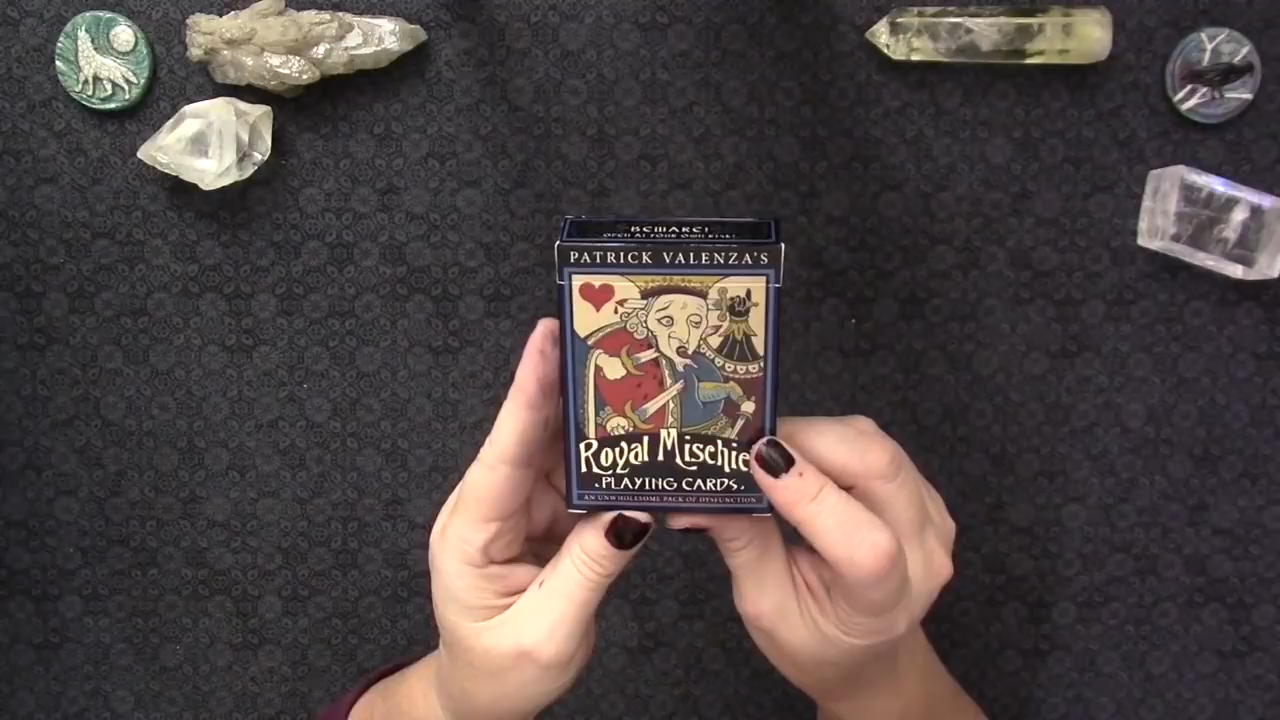 BEWARE!
OPEN AT YOUR OWN RISK!
PATRICK VALENZA'S
Royal Mischie
PLAYING CARDS
AN UNWHOLESOME PACK OF DYSFUNCTION